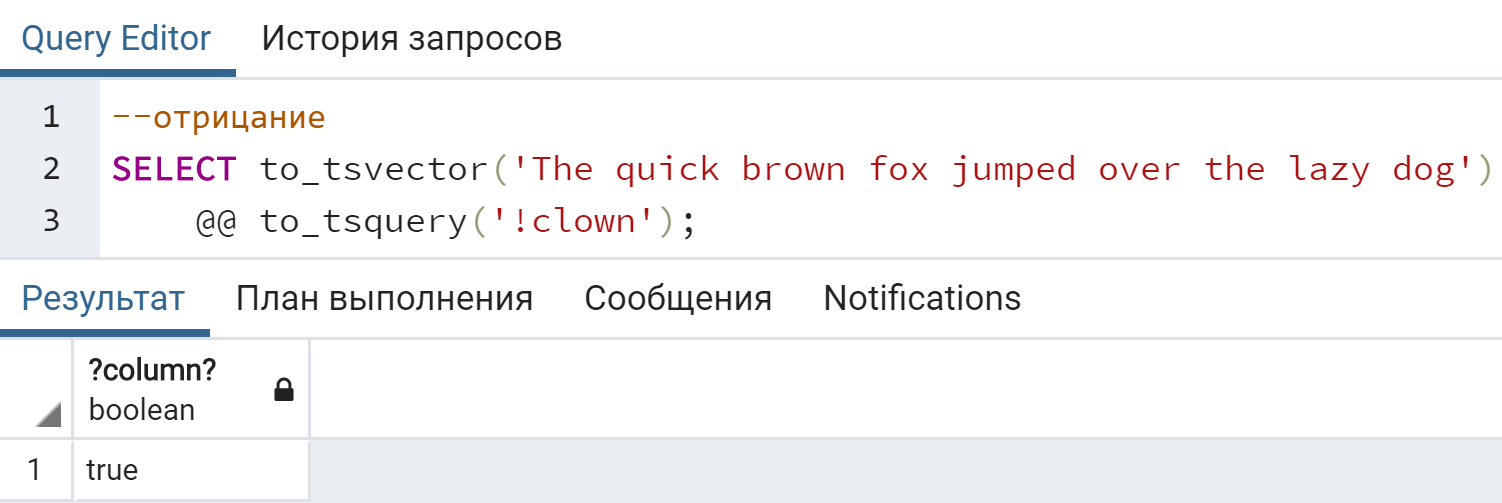 Query Editor История запросов
1 --отрицание
2 SELECT to_tsvector('The quick brown fox jumped over the lazy dog')
3 @@ to_tsquery('!clown');
Результат План выполнения Сообщения Notifications
?column?
boolean
1 true